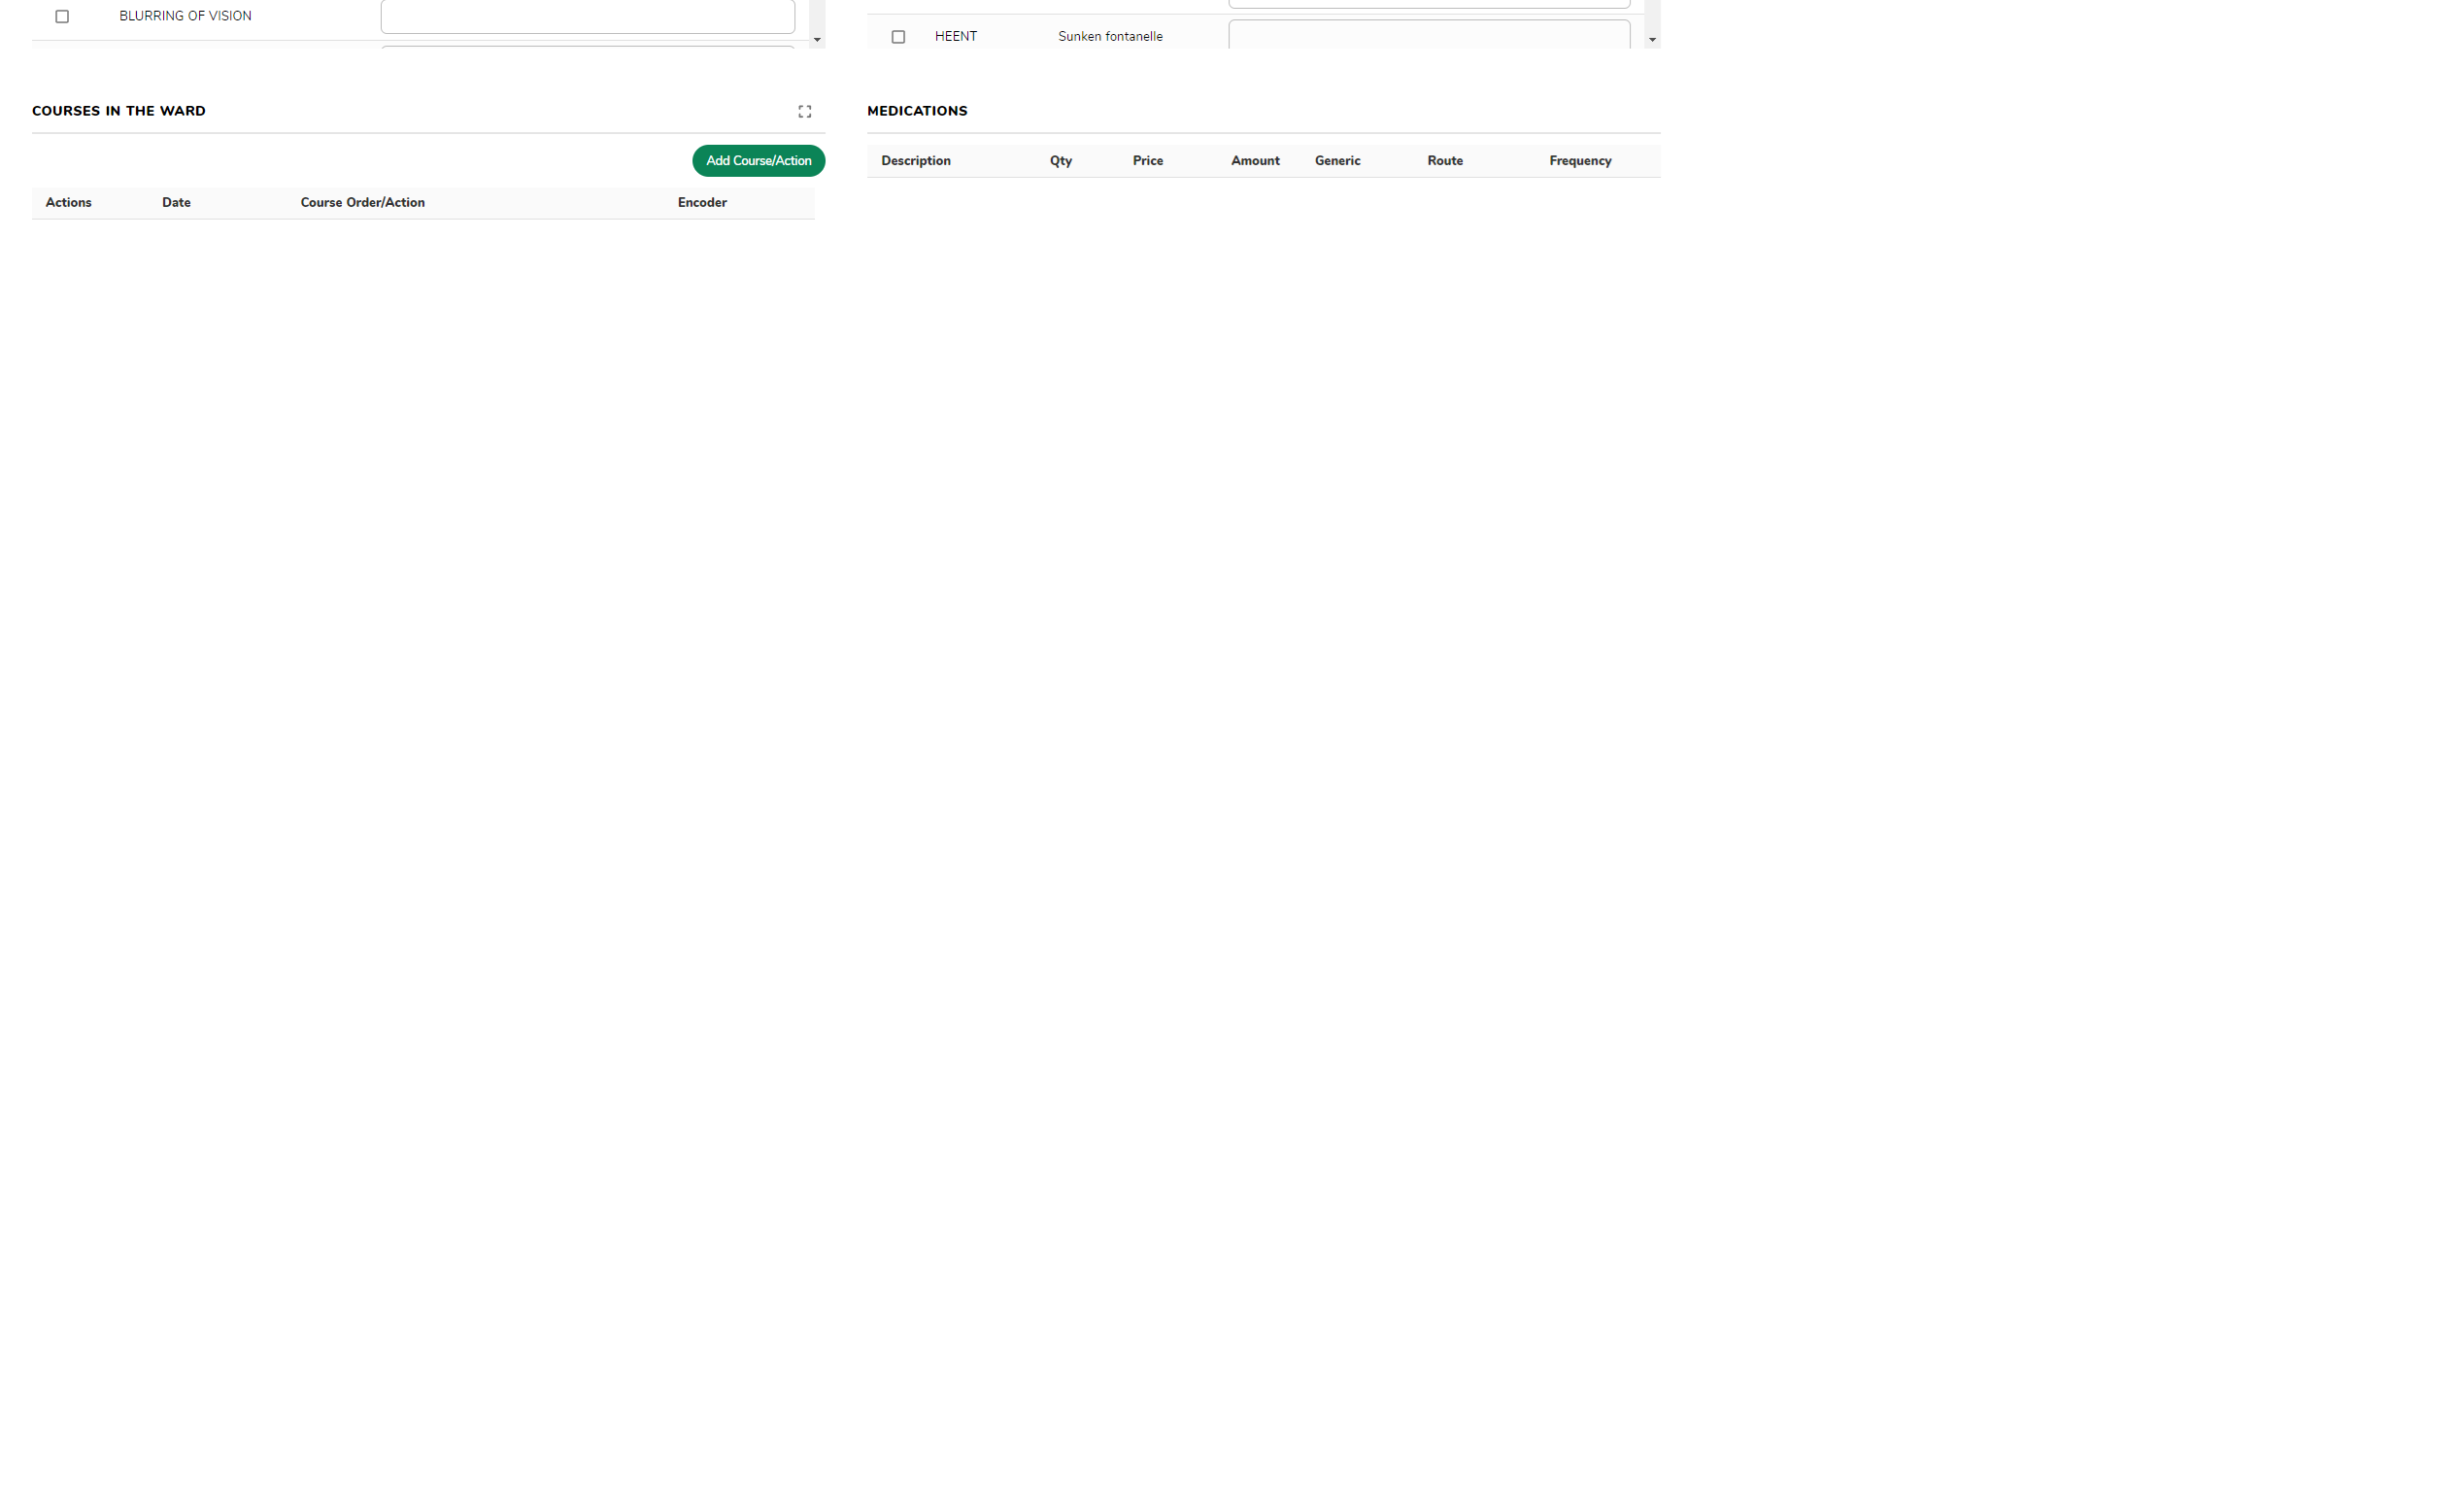 BLURRING OF VISION
HEENT Sunken fontanelle
COURSES IN THE WARD
Add Course/Action
Actions Date Course Order/Action Encoder
MEDICATIONS
Description Qty Price Amount Generic Route Frequency